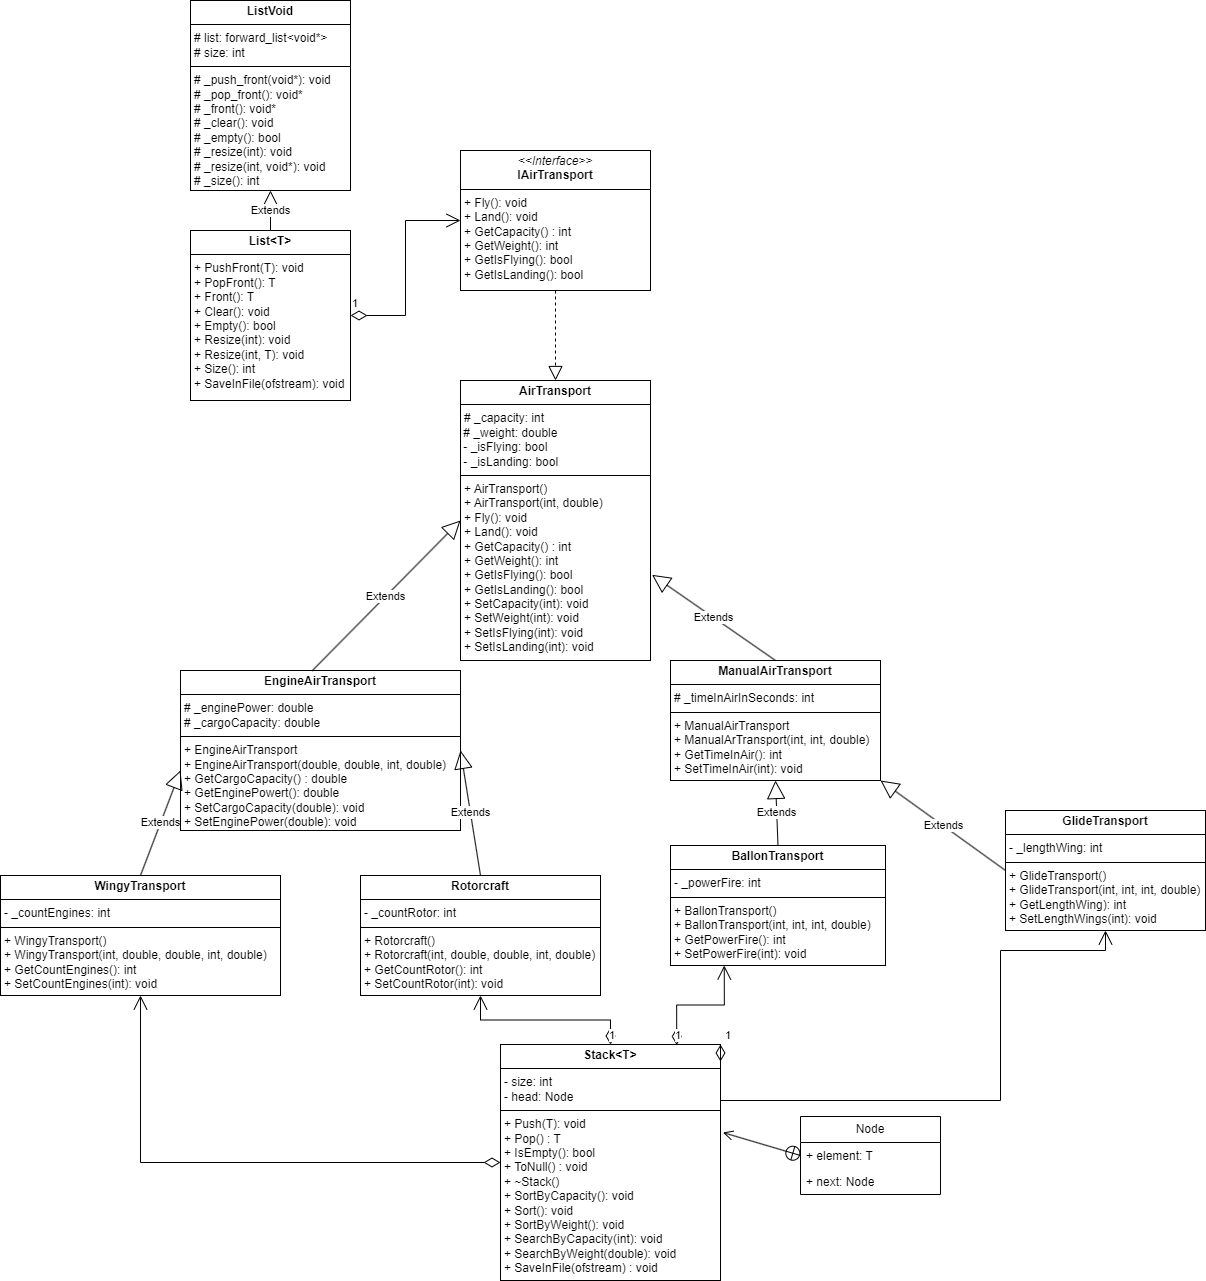 ListVoid
# list: forward_list<void*>
# size: int
# _push_front(void*): void
# _pop_front(): void*
# _front(): void*
# _clear(): void
# _empty(): bool
# _resize(int): void
# _resize(int, void*): void
# _size(): int
Extends
List<T>
+ PushFront(T): void
+ PopFront(): T
+ Front(): T
+ Clear(): void
+ Empty(): bool
+ Resize(int): void
+ Resize(int, T): void
+ Size(): int
+ SaveInFile(ofstream): void
1
<<Interface>>
IAirTransport
+ Fly(): void
+ Land(): void
+ GetCapacity() : int
+ GetWeight(): int
+ GetIsFlying(): bool
+ GetIsLanding(): bool
AirTransport
# _capacity: int
# _weight: double
- _isFlying: bool
- _isLanding: bool
+ AirTransport()
+ AirTransport(int, double)
+ Fly(): void
+ Land(): void
+ GetCapacity() : int
+ GetWeight(): int
+ GetIsFlying(): bool
+ GetIsLanding(): bool
+ SetCapacity(int): void
+ SetWeight(int): void
+ SetIsFlying(int): void
+ SetIsLanding(int): void
Extends
Extends
EngineAirTransport
# _enginePower: double
# _cargoCapacity: double
+ EngineAirTransport
+ EngineAirTransport(double, double, int, double)
+ GetCargoCapacity() : double
+ GetEnginePowert(): double
+ SetCargoCapacity(double): void
+ SetEnginePower(double): void
ManualAirTransport
# _timeInAirInSeconds: int
+ ManualAirTransport
+ ManualArTransport(int, int, double)
+ GetTimeInAir(): int
+ SetTimeInAir(int): void
Extends
Extends
Extends
Extends
WingyTransport
- _countEngines: int
+ WingyTransport()
+ WingyTransport(int, double, double, int, double)
+ GetCountEngines(): int
+ SetCountEngines(int): void
Rotorcraft
- _countRotor: int
+ Rotorcraft()
+ Rotorcraft(int, double, double, int, double)
+ GetCountRotor(): int
+ SetCountRotor(int): void
BallonTransport
- _powerFire: int
+ BallonTransport()
+ BallonTransport(int, int, int, double)
+ GetPowerFire(): int
+ SetPowerFire(int): void
GlideTransport
- _lengthWing: int
+ GlideTransport()
+ GlideTransport(int, int, int, double)
+ GetLengthWing): int
+ SetLengthWings(int): void
1
1
1
Stack<T>
- size: int
- head: Node
+ Push(T): void
+ Pop() : T
+ IsEmpty(): bool
+ ToNull() : void
+ ~Stack()
+ SortByCapacity(): void
+ Sort(): void
+ SortByWeight(): void
+ SearchByCapacity(int): void
+ SearchByWeight(double): void
+ SaveInFile(ofstream) : void
Node
+ element: T
+ next: Node